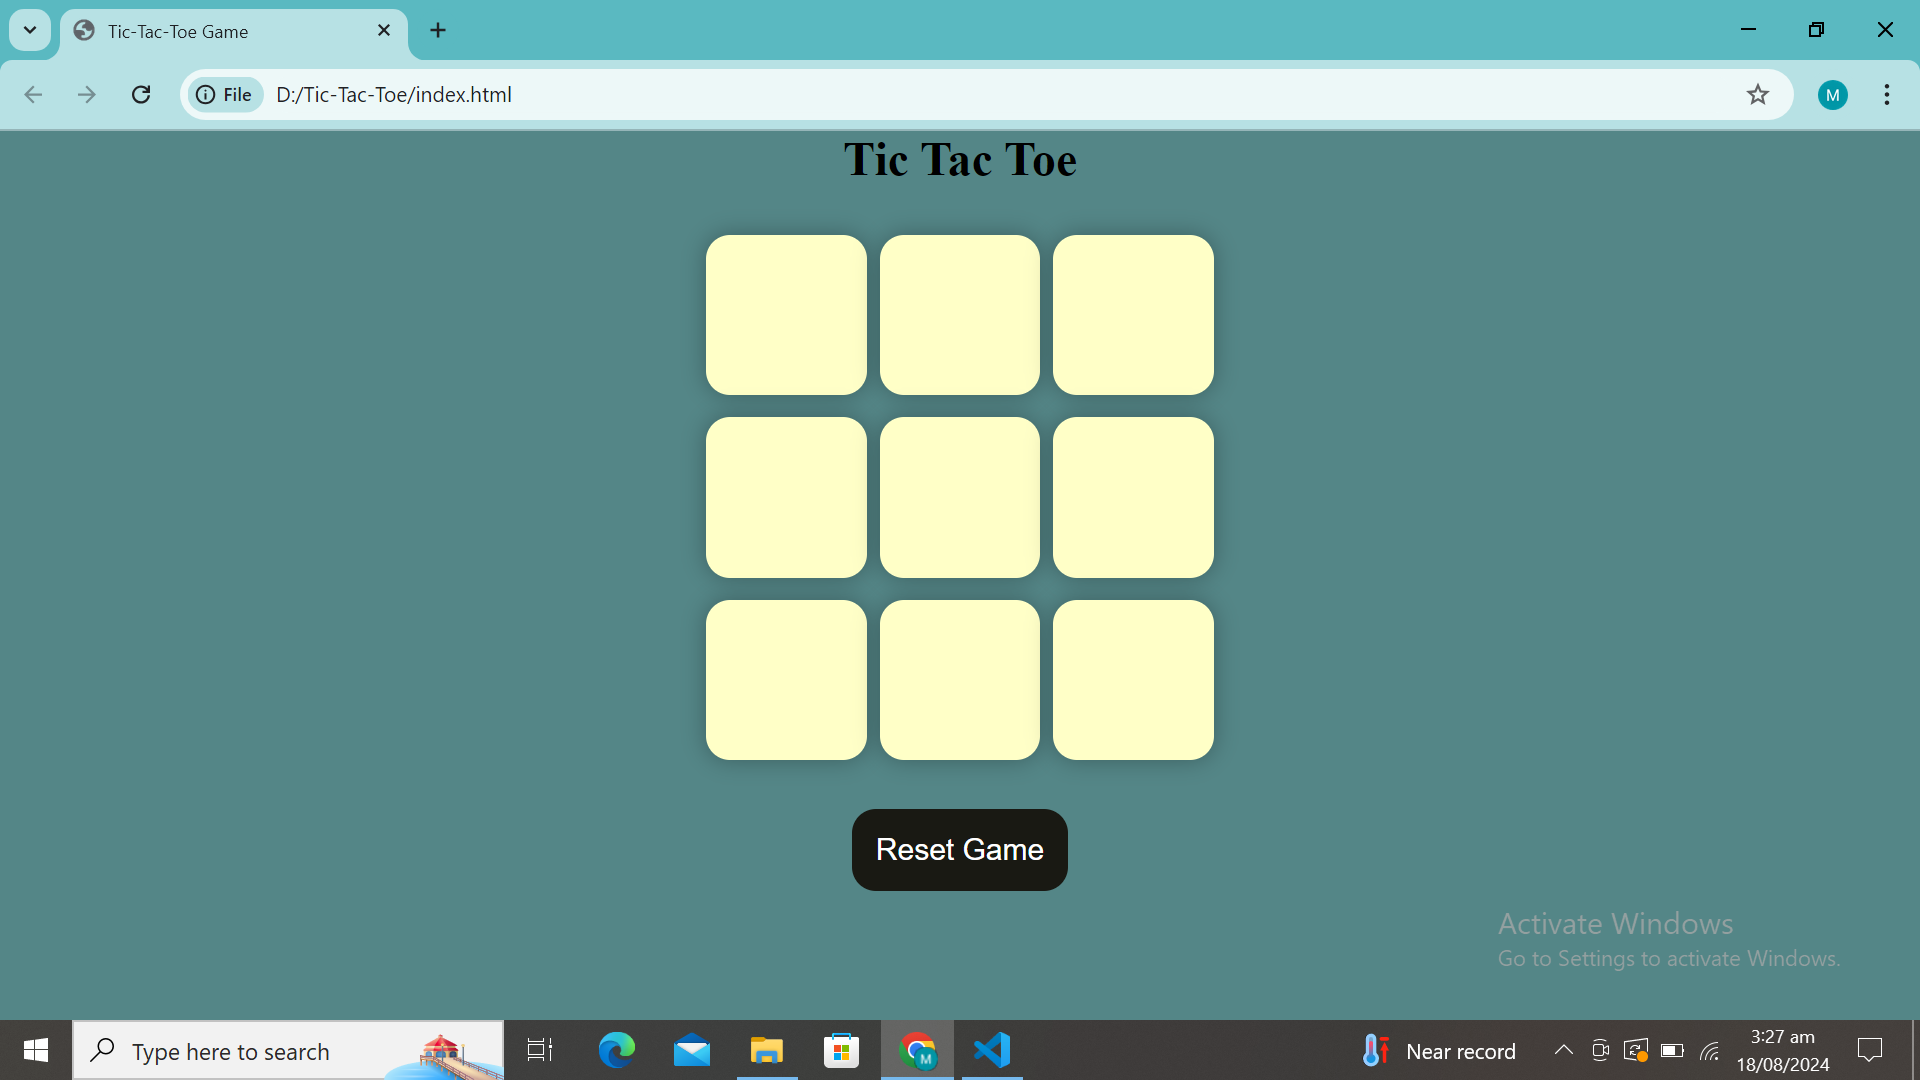 Tic-Tac-Toe Game
File D:/Tic-Tac-Toe/index.html
M
Tic Tac Toe
Reset Game
Activate Windows
Go to Settings to activate Windows.
Type here to search
M
Near record
3:27 am
18/08/2024